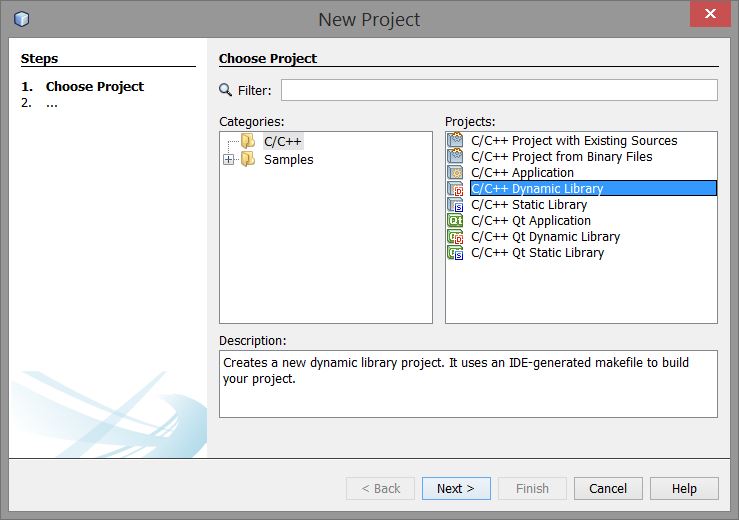 New Project
Steps
1. Choose Project
2. ...
Choose Project
Filter:
Categories:
C/C++
Samples
Projects:
C/C++ Project with Existing Sources
C/C++ Project from Binary Files
C/C++ Application
C/C++ Dynamic Library
C/C++ Static Library
C/C++ Qt Application
C/C++ Qt Dynamic Library
C/C++ Qt Static Library
Description:
Creates a new dynamic library project. It uses an IDE-generated makefile to build
your project.
< Back Next > Finish Cancel Help